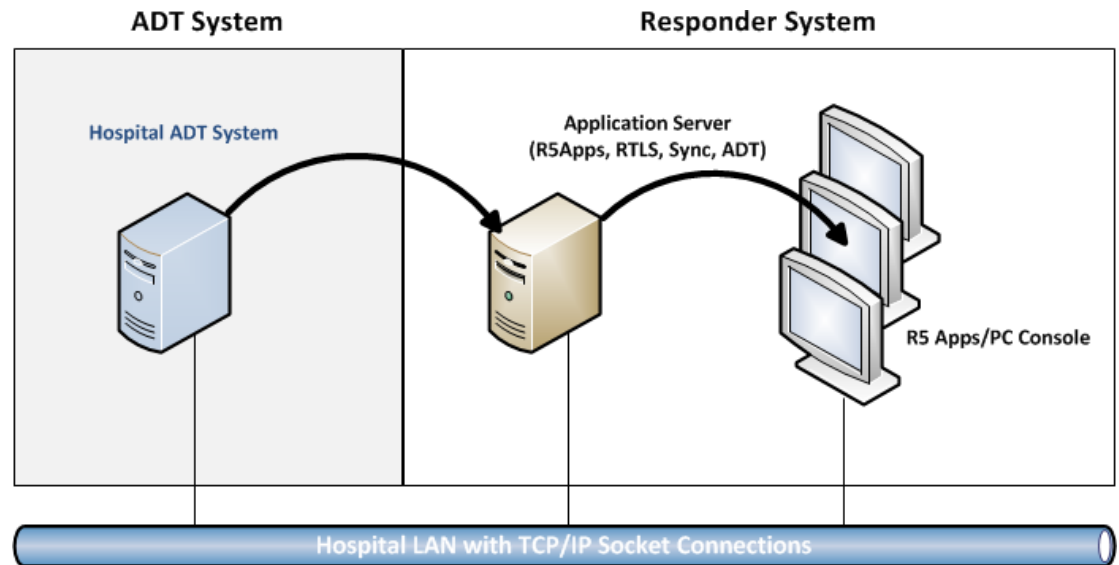 ADT System
Responder System
Hospital ADT System
Application Server
(R5Apps, RTLS, Sync, ADT)
R5 Apps/PC Console
Hospital LAN with TCP/IP Socket Connections